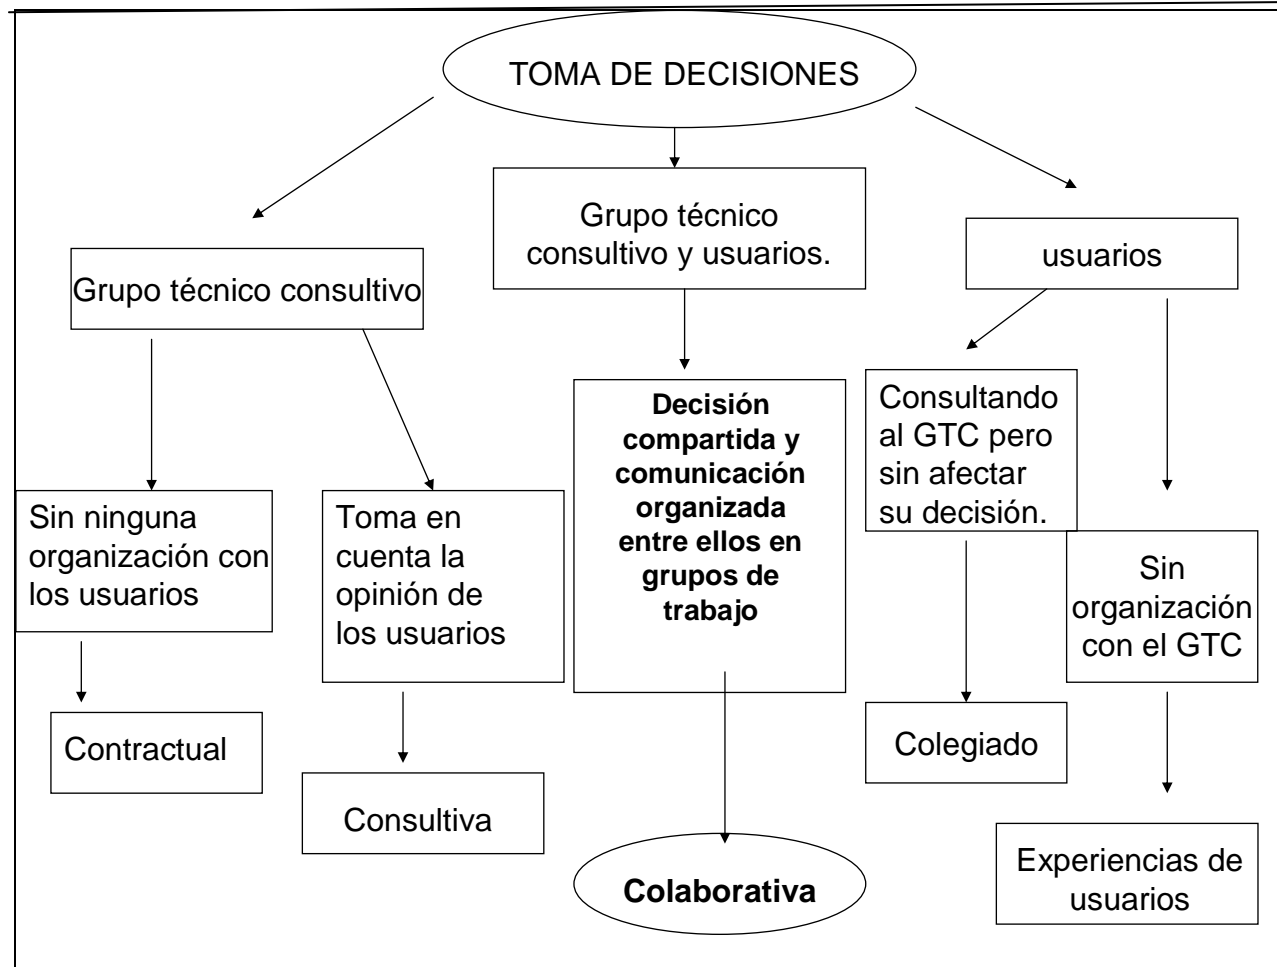 TOMA DE DECISIONES
Grupo técnico
consultivo y usuarios.
usuarios
Grupo técnico consultivo
Consultando
al GTC pero
sin afectar
su decisión.
Decisión
compartida y
comunicación
organizada
entre ellos en
grupos de
trabajo
Sin ninguna
organización con
los usuarios
Toma en
cuenta la
opinión de
los usuarios
Sin
organización
con el GTC
Contractual
Colegiado
Consultiva
Colaborativa
Experiencias de
usuarios